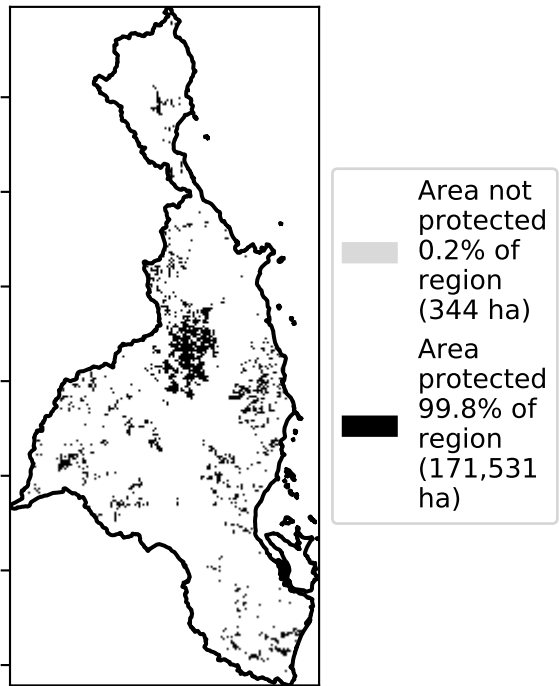 Area not
protected
0.2% of
region
(344 ha)
Area
protected
99.8% of
region
(171,531
ha)